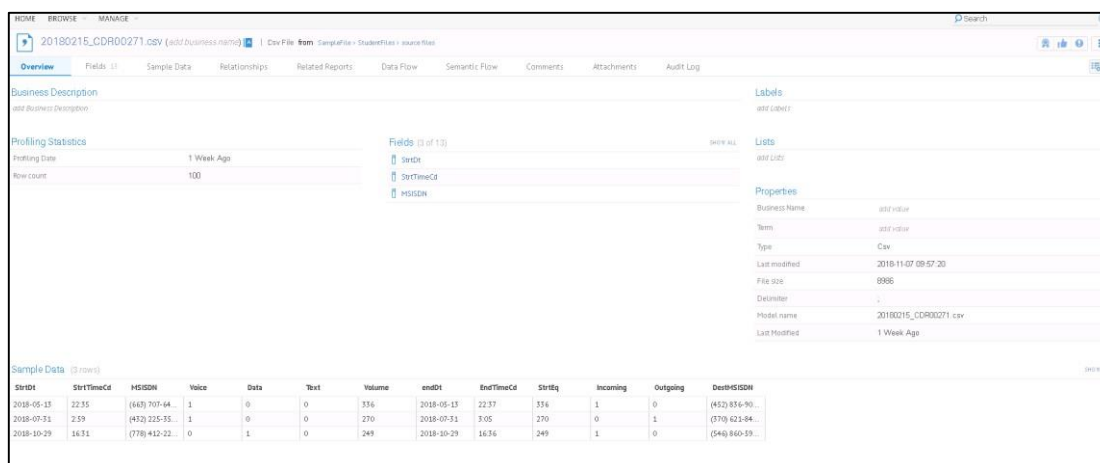 HOME BROWSE MANAGE Search
20180215_CDR00271.csv (add business name) | Csv File from SampleFile > StudentFiles > source files
Overview Fields 13 Sample Data Relationships Related Reports Data Flow Semantic Flow Comments Attachments Audit Log
Business Description
add Business Description
Profiling Statistics
Profiling Date 1 Week Ago
Row count 100
Fields (3 of 13) SHOW ALL
StrtDt
StrtTimeCd
MSISDN
Labels
add Labels
Lists
add Lists
Properties
Business Name add value
Term add value
Type Csv
Last modified 2018-11-07 09:57:20
File size 8986
Delimiter ,
Model name 20180215_CDR00271.csv
Last Modified 1 Week Ago
Sample Data (3 rows)
StrtDt StrtTimeCd MSISDN Voice Data Text Volume endDt EndTimeCd StrtEq Incoming Outgoing DestMSISDN
2018-05-13 22:35 (663) 707-64... 1 0 0 336 2018-05-13 22:37 336 1 0 (452) 836-90...
2018-07-31 2:59 (432) 225-35... 1 0 0 270 2018-07-31 3:05 270 0 1 (370) 621-84...
2018-10-29 16:31 (778) 412-22... 0 1 0 249 2018-10-29 16:36 249 1 0 (546) 860-59...